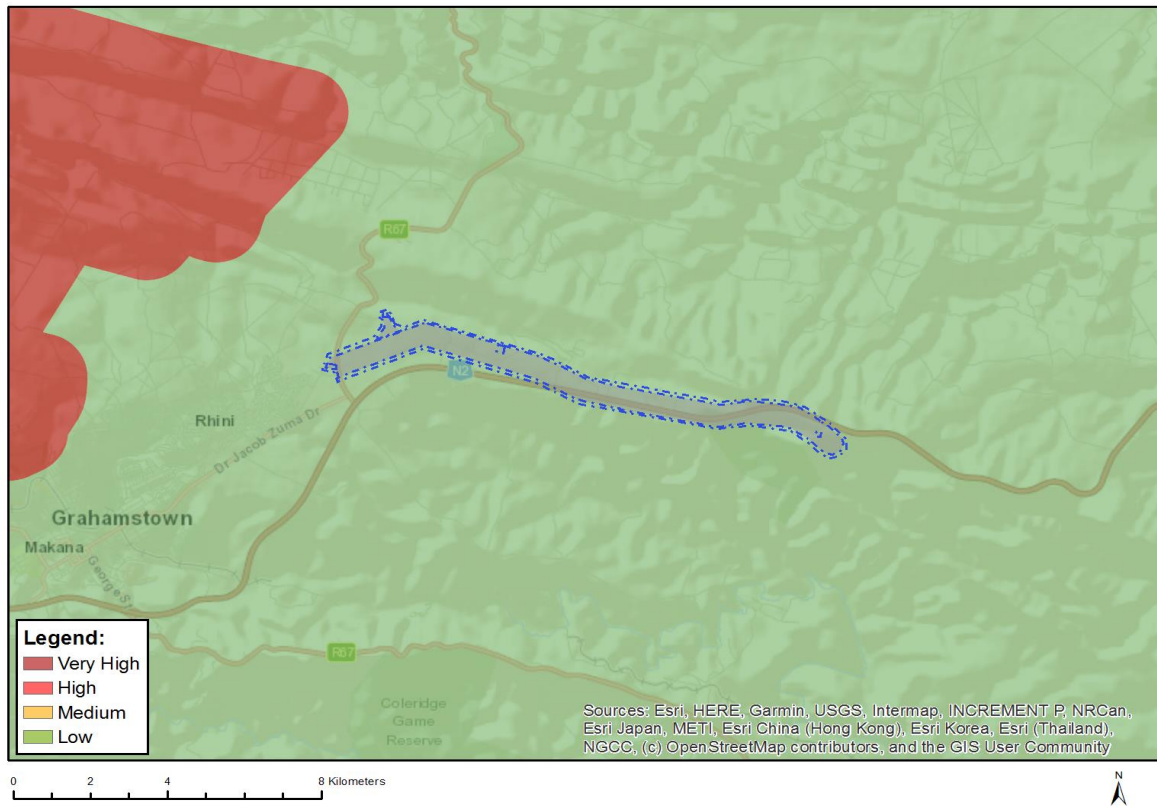 R67
N2
Rhini
Dr Jacob Zuma Dr
Grahamstown
Makana
George St
R67
Coleridge
Game
Reserve
Legend:
Very High
High
Medium
Low
Sources: Esri, HERE, Garmin, USGS, Intermap, INCREMENT P, NRCan,
Esri Japan, METI, Esri China (Hong Kong), Esri Korea, Esri (Thailand),
NGCC, (c) OpenStreetMap contributors, and the GIS User Community
0 2 4 8 Kilometers
N